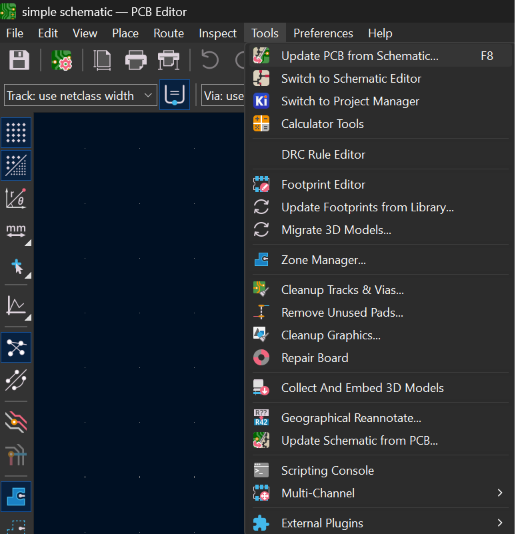 simple schematic — PCB Editor
File Edit View Place Route Inspect Tools Preferences Help
Track: use netclass width Via: use
Update PCB from Schematic... F8
Switch to Schematic Editor
Ki Switch to Project Manager
Calculator Tools
DRC Rule Editor
Footprint Editor
Update Footprints from Library...
Migrate 3D Models...
Zone Manager...
Cleanup Tracks & Vias...
Remove Unused Pads...
Cleanup Graphics...
Repair Board
Collect And Embed 3D Models
R?? R42 Geographical Reannotate...
Update Schematic from PCB...
Scripting Console
Multi-Channel
External Plugins
r θ
mm